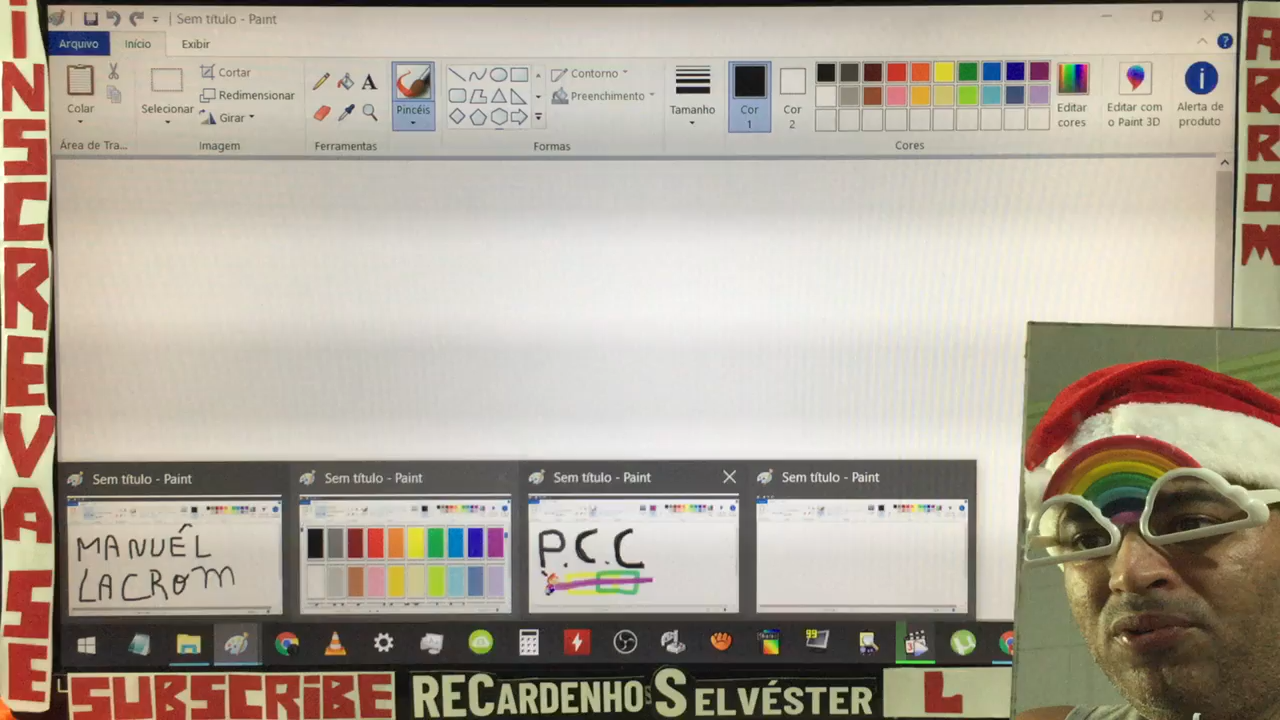 INSCREVASE
Sem título - Paint
Arquivo
Início
Exibir
Colar
Selecionar
Cortar
Redimensionar
Girar
A
Pincéis
Contorno
Preenchimento
Tamanho
Cor
1
Cor
2
Editar
cores
Editar com
o Paint 3D
Alerta de
produto
Área de Tra...
Imagem
Ferramentas
Formas
Cores
ARROM
Sem título - Paint
Sem título - Paint
Sem título - Paint
Sem título - Paint
MANUÉL
LACROM
P.C.C
99
SUBSCRIBE
RECARDENHO'S SELVÉSTER
L